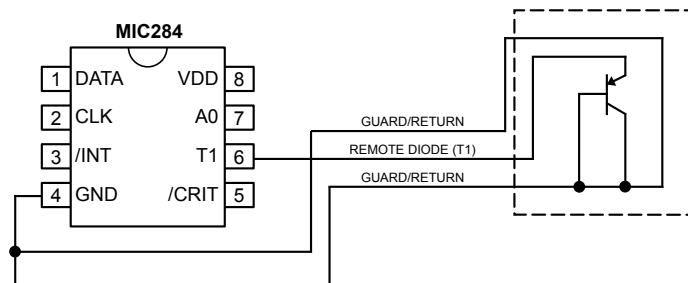 MIC284
1 DATA VDD 8
2 CLK A0 7
GUARD/RETURN
3 /INT T1 6
REMOTE DIODE (T1)
4 GND /CRIT 5
GUARD/RETURN